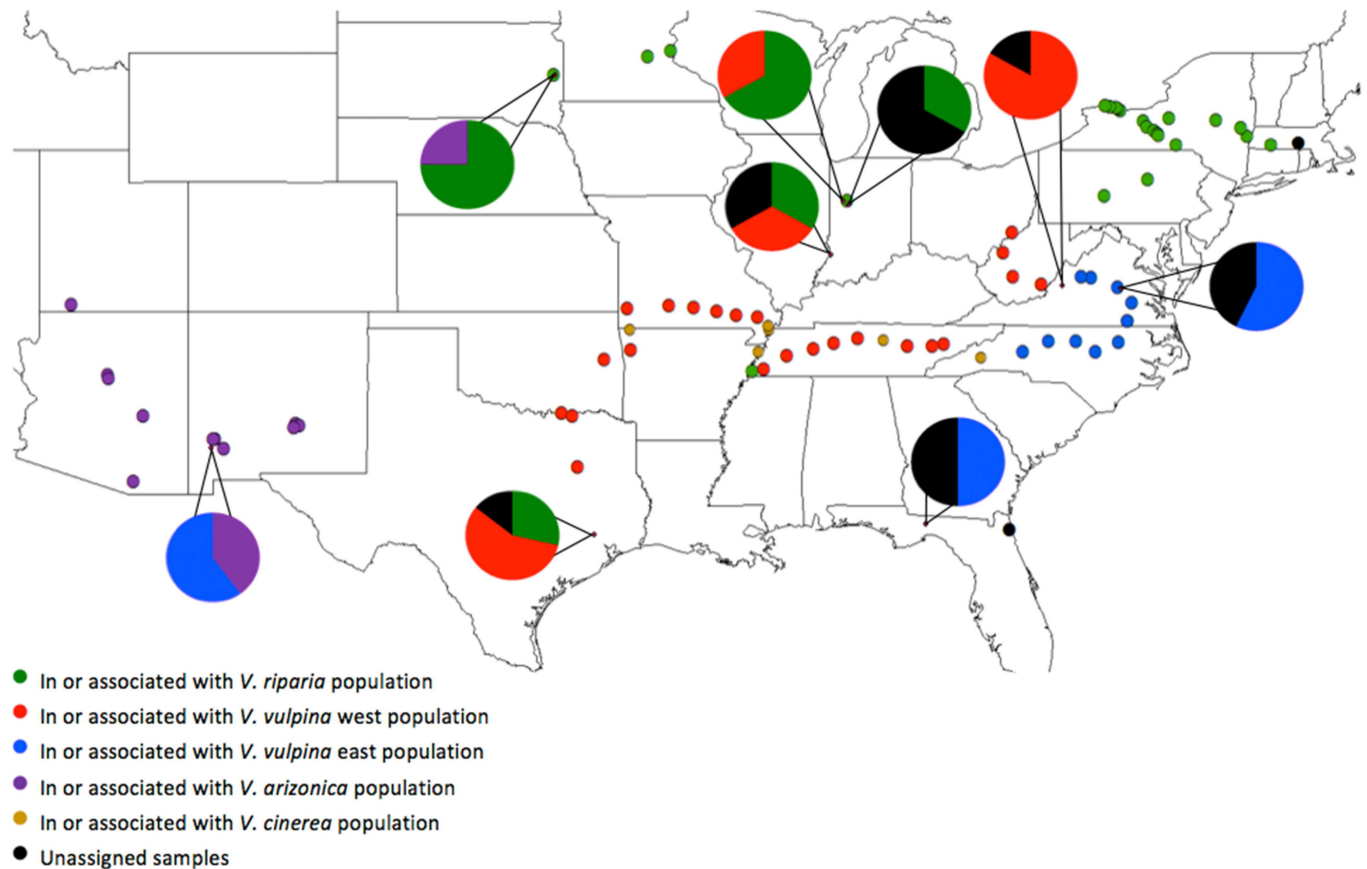 In or associated with V. riparia population
In or associated with V. vulpina west population
In or associated with V. vulpina east population
In or associated with V. arizonica population
In or associated with V. cinerea population
Unassigned samples